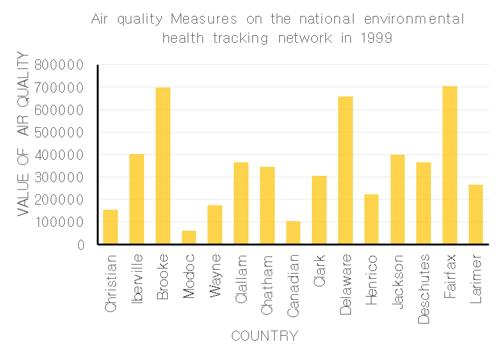 Air quality Measures on the national environmental
health tracking network in 1999
VALUE OF AIR QUALITY
800000
700000
600000
500000
400000
300000
200000
100000
0
Christian
Iberville
Brooke
Modoc
Wayne
Clallam
Chatham
Canadian
Clark
Delaware
Henrico
Jackson
Deschutes
Fairfax
Larimer
COUNTRY